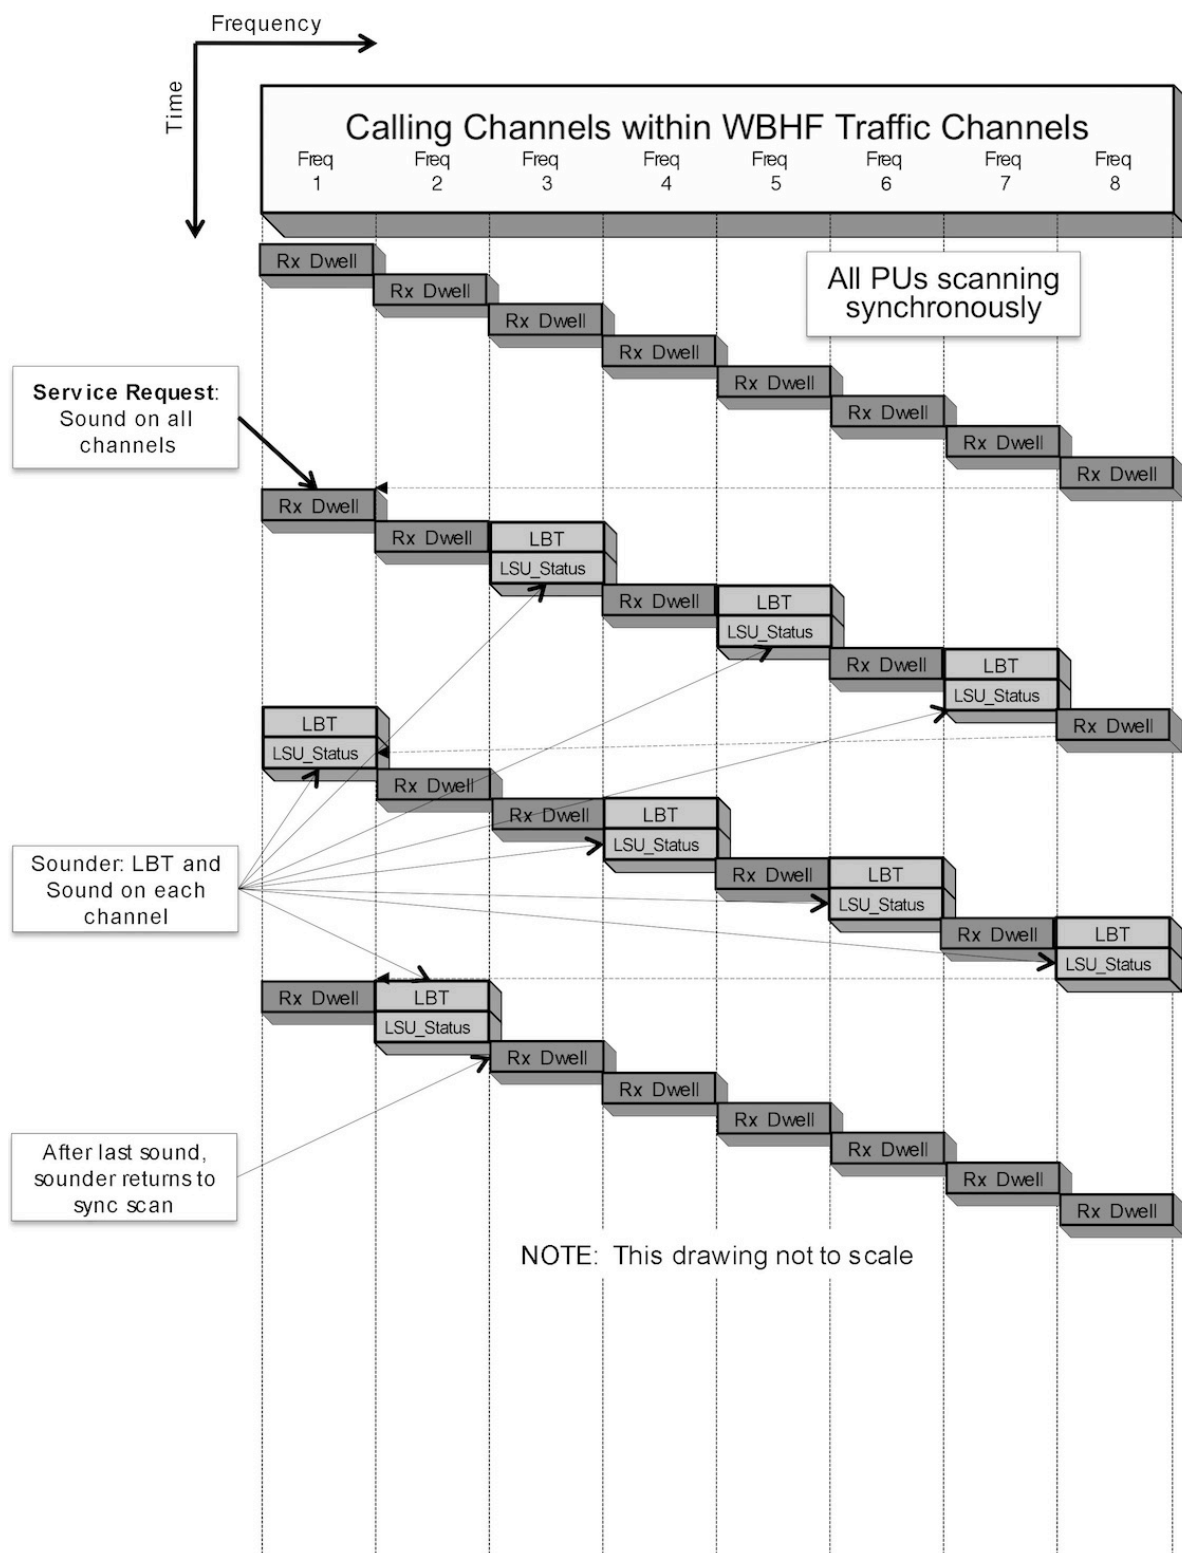 Frequency
Time
Calling Channels within WBHF Traffic Channels
Freq Freq Freq Freq Freq Freq Freq Freq
1 2 3 4 5 6 7 8
Rx Dwell
Rx Dwell
Rx Dwell
Rx Dwell
Rx Dwell
Rx Dwell
Rx Dwell
Rx Dwell
All PUs scanning
synchronously
Service Request:
Sound on all
channels
Rx Dwell
Rx Dwell
LBT
LSU_Status
Rx Dwell
LBT
LSU_Status
Rx Dwell
LBT
LSU_Status
Rx Dwell
LBT
LSU_Status
Rx Dwell
Rx Dwell
LBT
LSU_Status
Rx Dwell
LBT
LSU_Status
Rx Dwell
LBT
LSU_Status
Sounder: LBT and
Sound on each
channel
Rx Dwell
LBT
LSU_Status
Rx Dwell
Rx Dwell
Rx Dwell
Rx Dwell
Rx Dwell
Rx Dwell
After last sound,
sounder returns to
sync scan
NOTE: This drawing not to scale